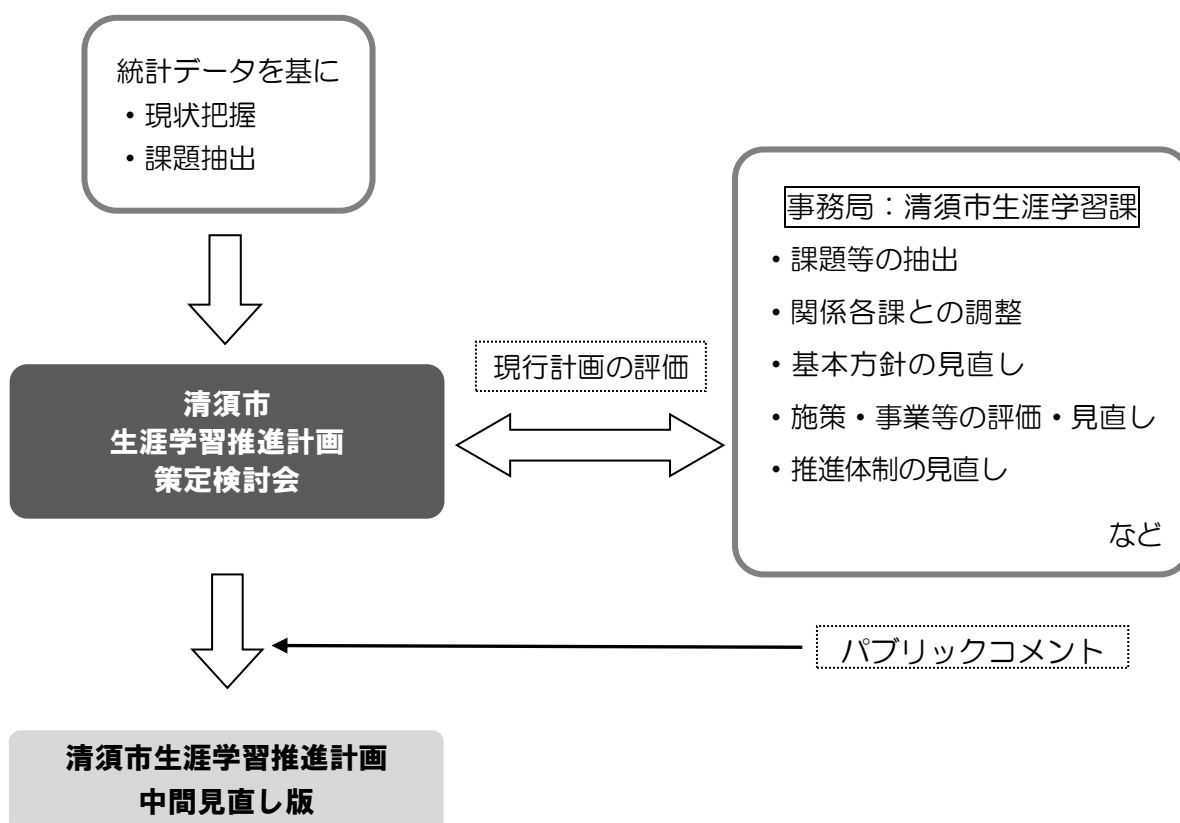 統計データを基に
・現状把握
・課題抽出
事務局：清須市生涯学習課
・課題等の抽出
・関係各課との調整
・基本方針の見直し
・施策・事業等の評価・見直し
・推進体制の見直し
など
現行計画の評価
清須市
生涯学習推進計画
策定検討会
パブリックコメント
清須市生涯学習推進計画
中間見直し版